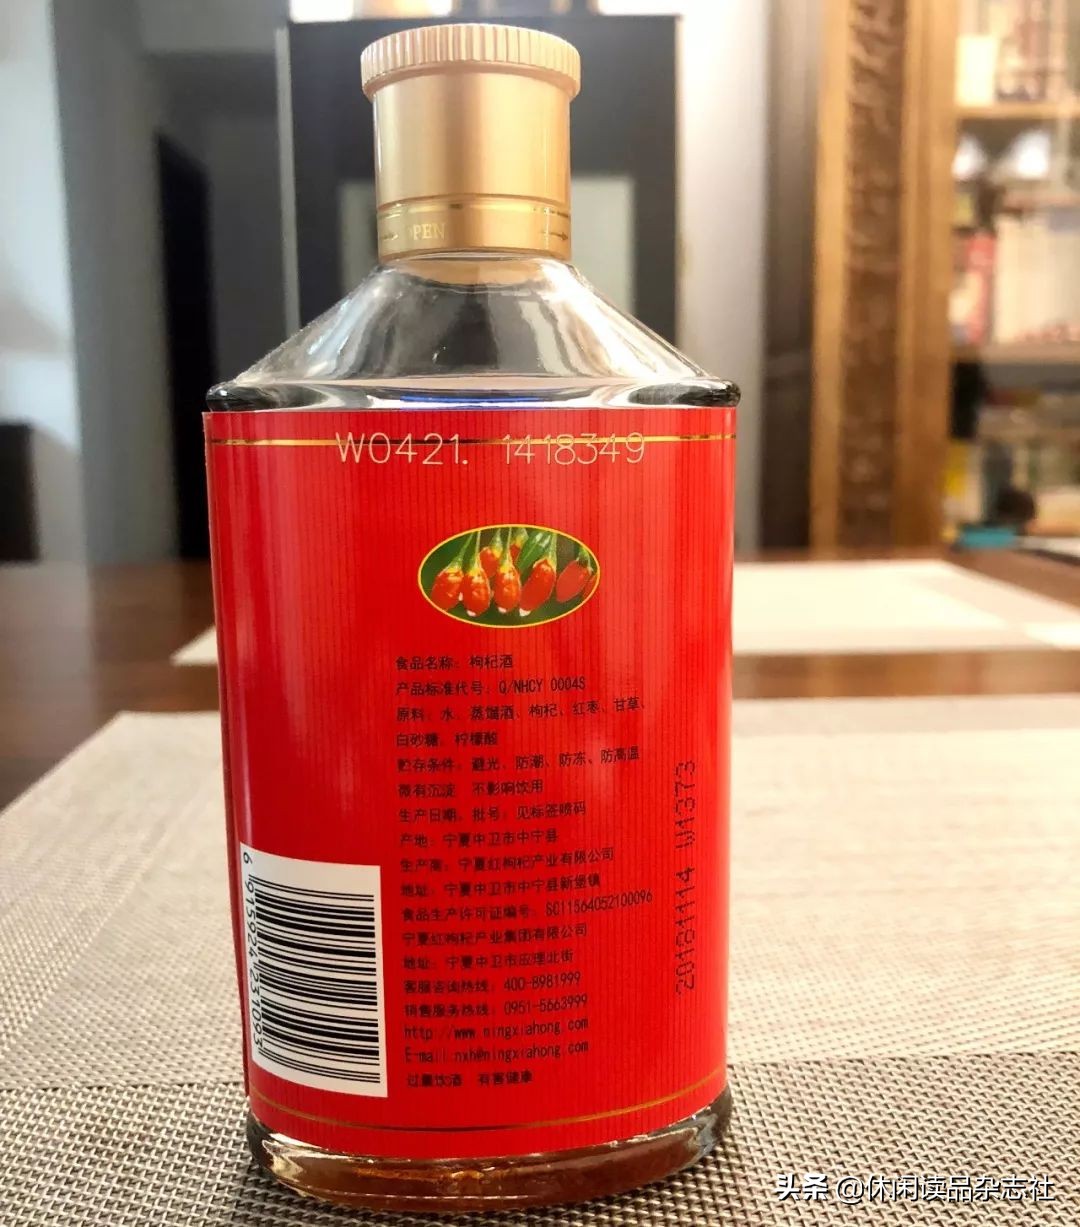 OPEN
W0421. 1418349
食品名称：枸杞酒
产品标准代号：Q/NHCY 0004S
原料：水、蒸馏酒、枸杞、红枣、甘草、
白砂糖、柠檬酸
贮存条件：避光、防潮、防冻、防高温
微有沉淀 不影响饮用
生产日期、批号：见标签喷码
产地：宁夏中卫市中宁县
生产商：宁夏红枸杞产业有限公司
地址：宁夏中卫市中宁县新堡镇
食品生产许可证编号：SC11564052100096
宁夏红枸杞产业集团有限公司
地址：宁夏中卫市应理北街
客服咨询热线：400-8981999
销售服务热线：0951-5663999
http://www.ningxiahong.com
E-mail:nxh@ningxiahong.com
过量饮酒 有害健康
20181114 U1373
6 915924 231093
头条 @休闲读品杂志社